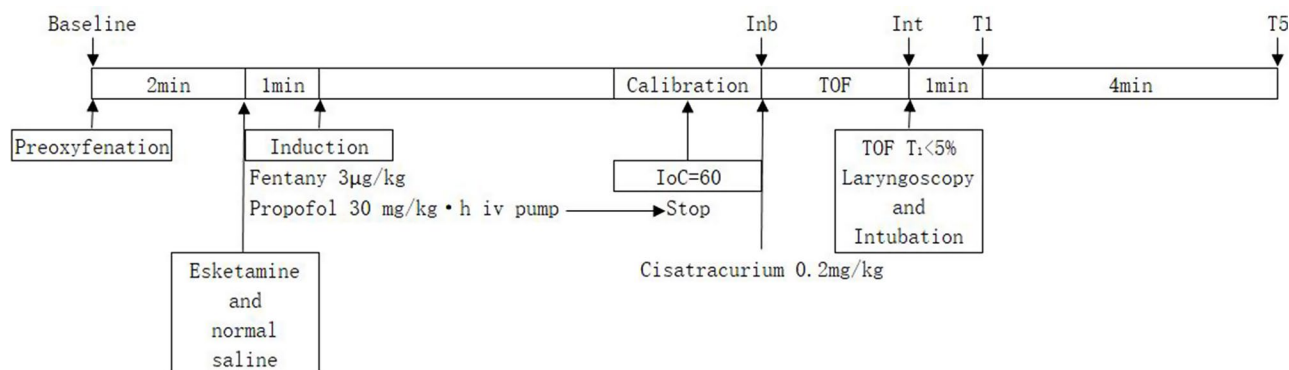 Baseline
Inb
Int
T1
T5
2min
1min
Calibration
TOF
1min
4min
Preoxyfenation
Induction
Fentany 3μg/kg
Propofol 30 mg/kg•h iv pump
IoC=60
Stop
TOF T₁<5%
Laryngoscopy
and
Intubation
Esketamine
and
normal
saline
Cisatracurium 0.2mg/kg